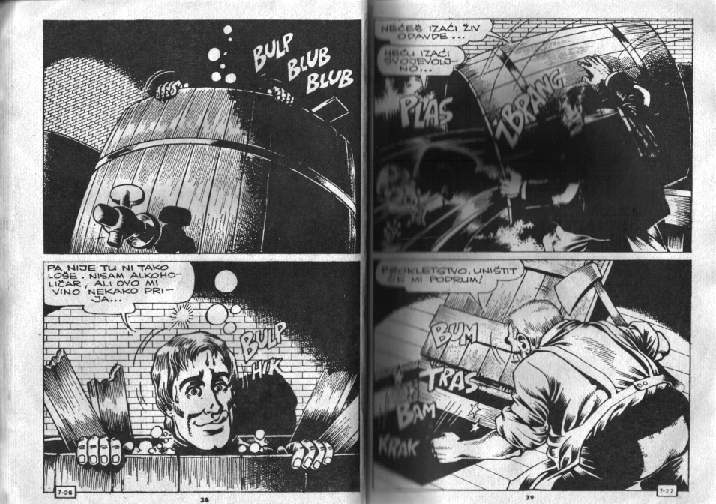 BULP
BLUB
BLUB
PA NIJE TU NI TAKO
LOŠE. NISAM ALKOHO-
LIČAR, ALI OVO MI
VINO NEKAKO PRI-
JA...
BULP
HIK
38
NEĆEŠ IZAĆI ŽIV
ODAVDE...
NEĆU IZAĆI
SVOJEVOLJ-
NO...
PLAS
ZBRANG
PROKLETSTVO, UNIŠTIT
ĆE MI PODRUM!
BUM
TRAS
BAM
KRAK
39